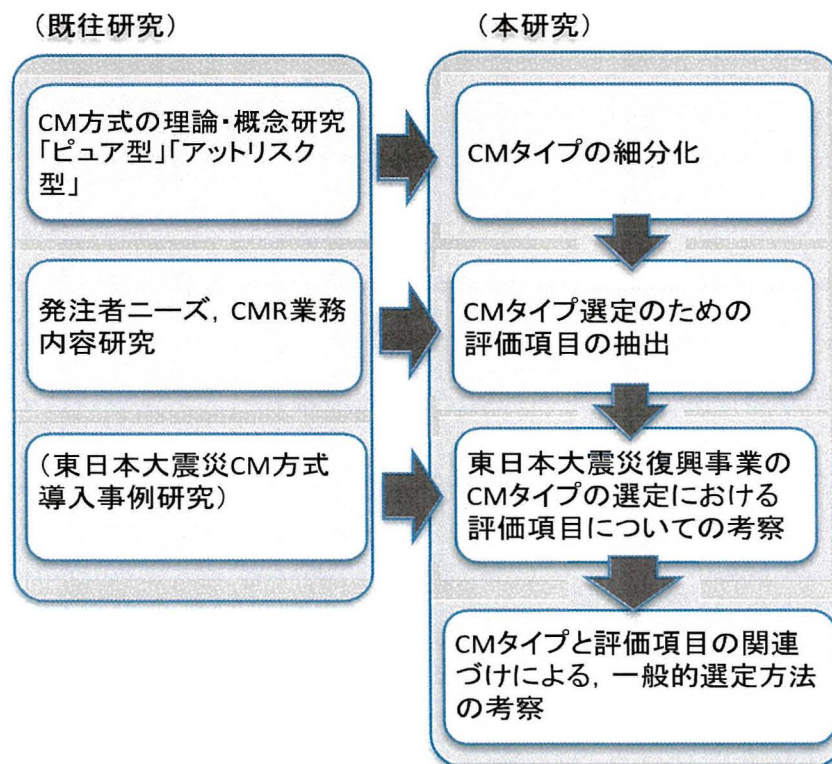 （既往研究）
CM方式の理論・概念研究
「ピュア型」「アットリスク
型」
発注者ニーズ，CMR業務
内容研究
（東日本大震災CM方式
導入事例研究）
（本研究）
CMタイプの細分化
CMタイプ選定のための
評価項目の抽出
東日本大震災復興事業の
CMタイプの選定における
評価項目についての考察
CMタイプと評価項目の関連
づけによる，一般的選定方法
の考察